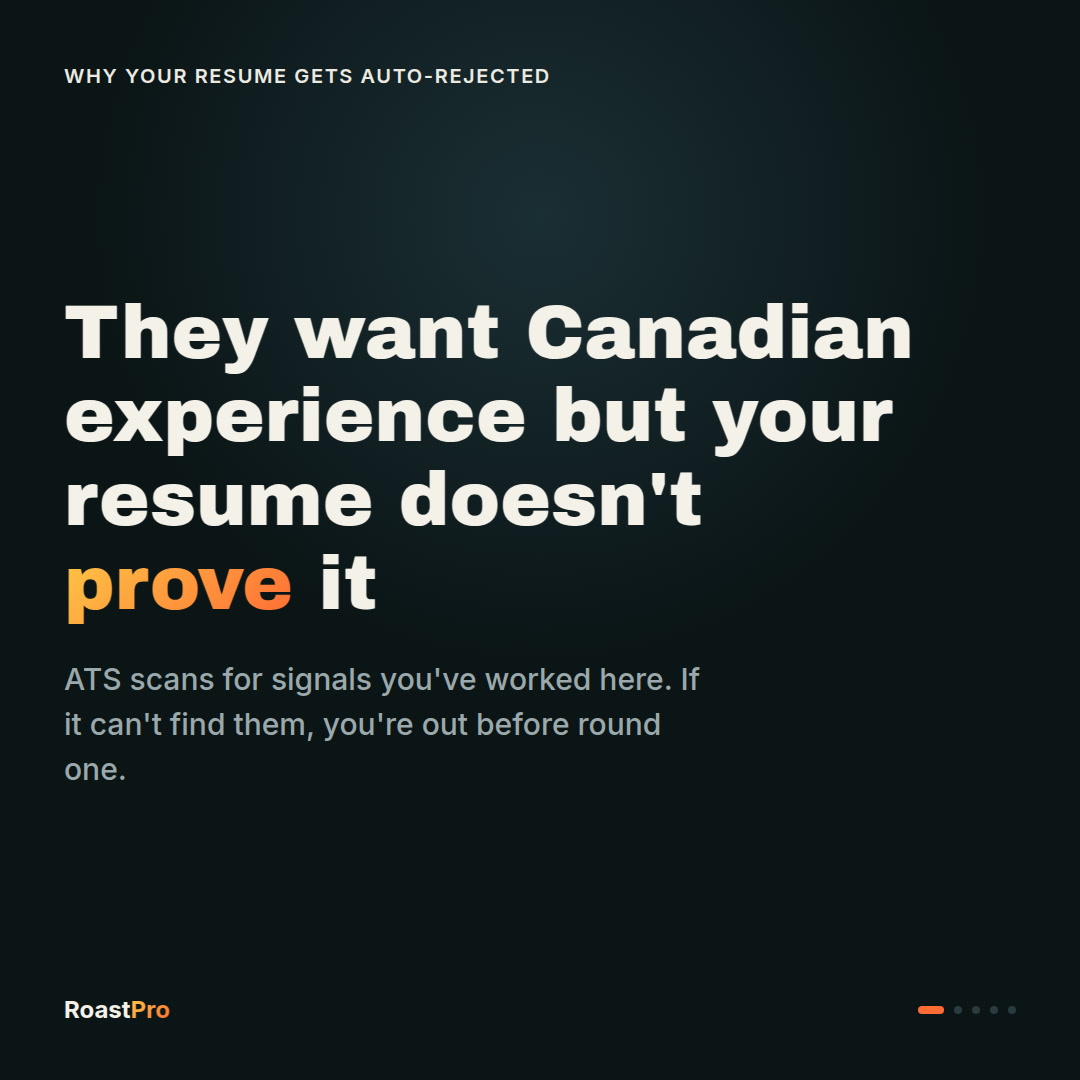 WHY YOUR RESUME GETS AUTO-REJECTED
They want Canadian
experience but your
resume doesn't
prove it
ATS scans for signals you've worked here. If
it can't find them, you're out before round
one.
RoastPro